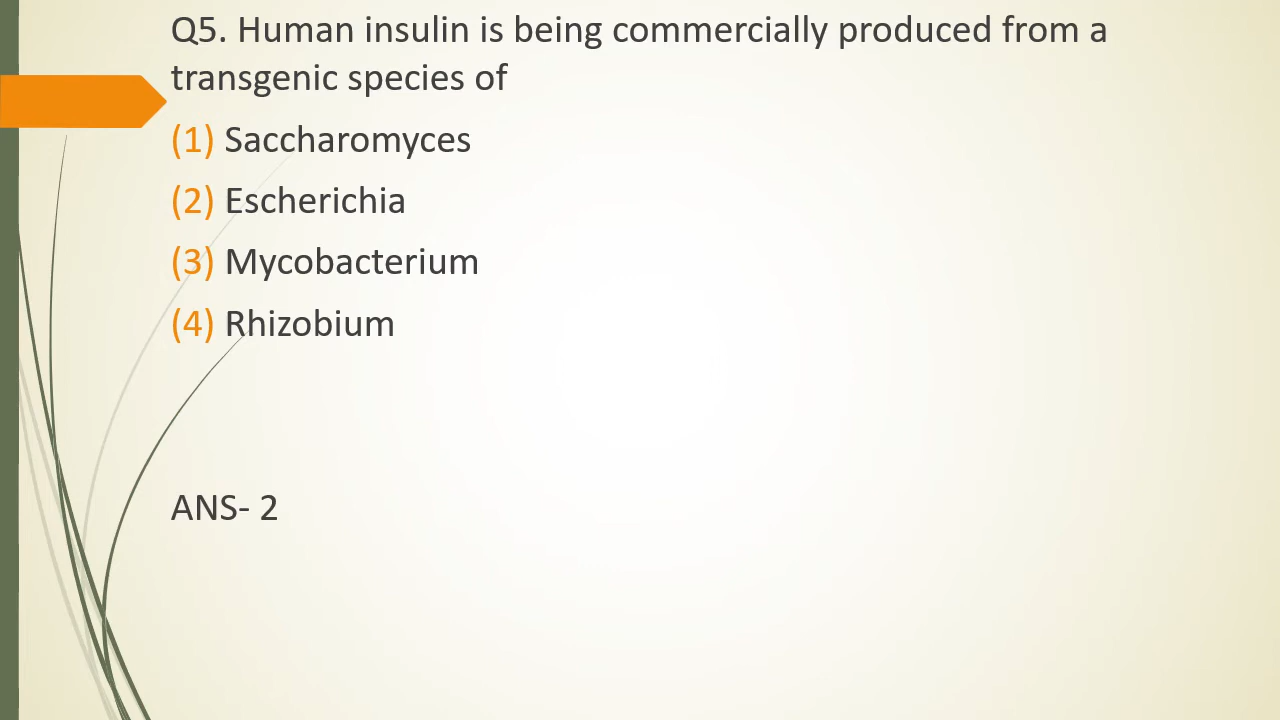 Q5. Human insulin is being commercially produced from a
transgenic species of
(1) Saccharomyces
(2) Escherichia
(3) Mycobacterium
(4) Rhizobium
ANS- 2